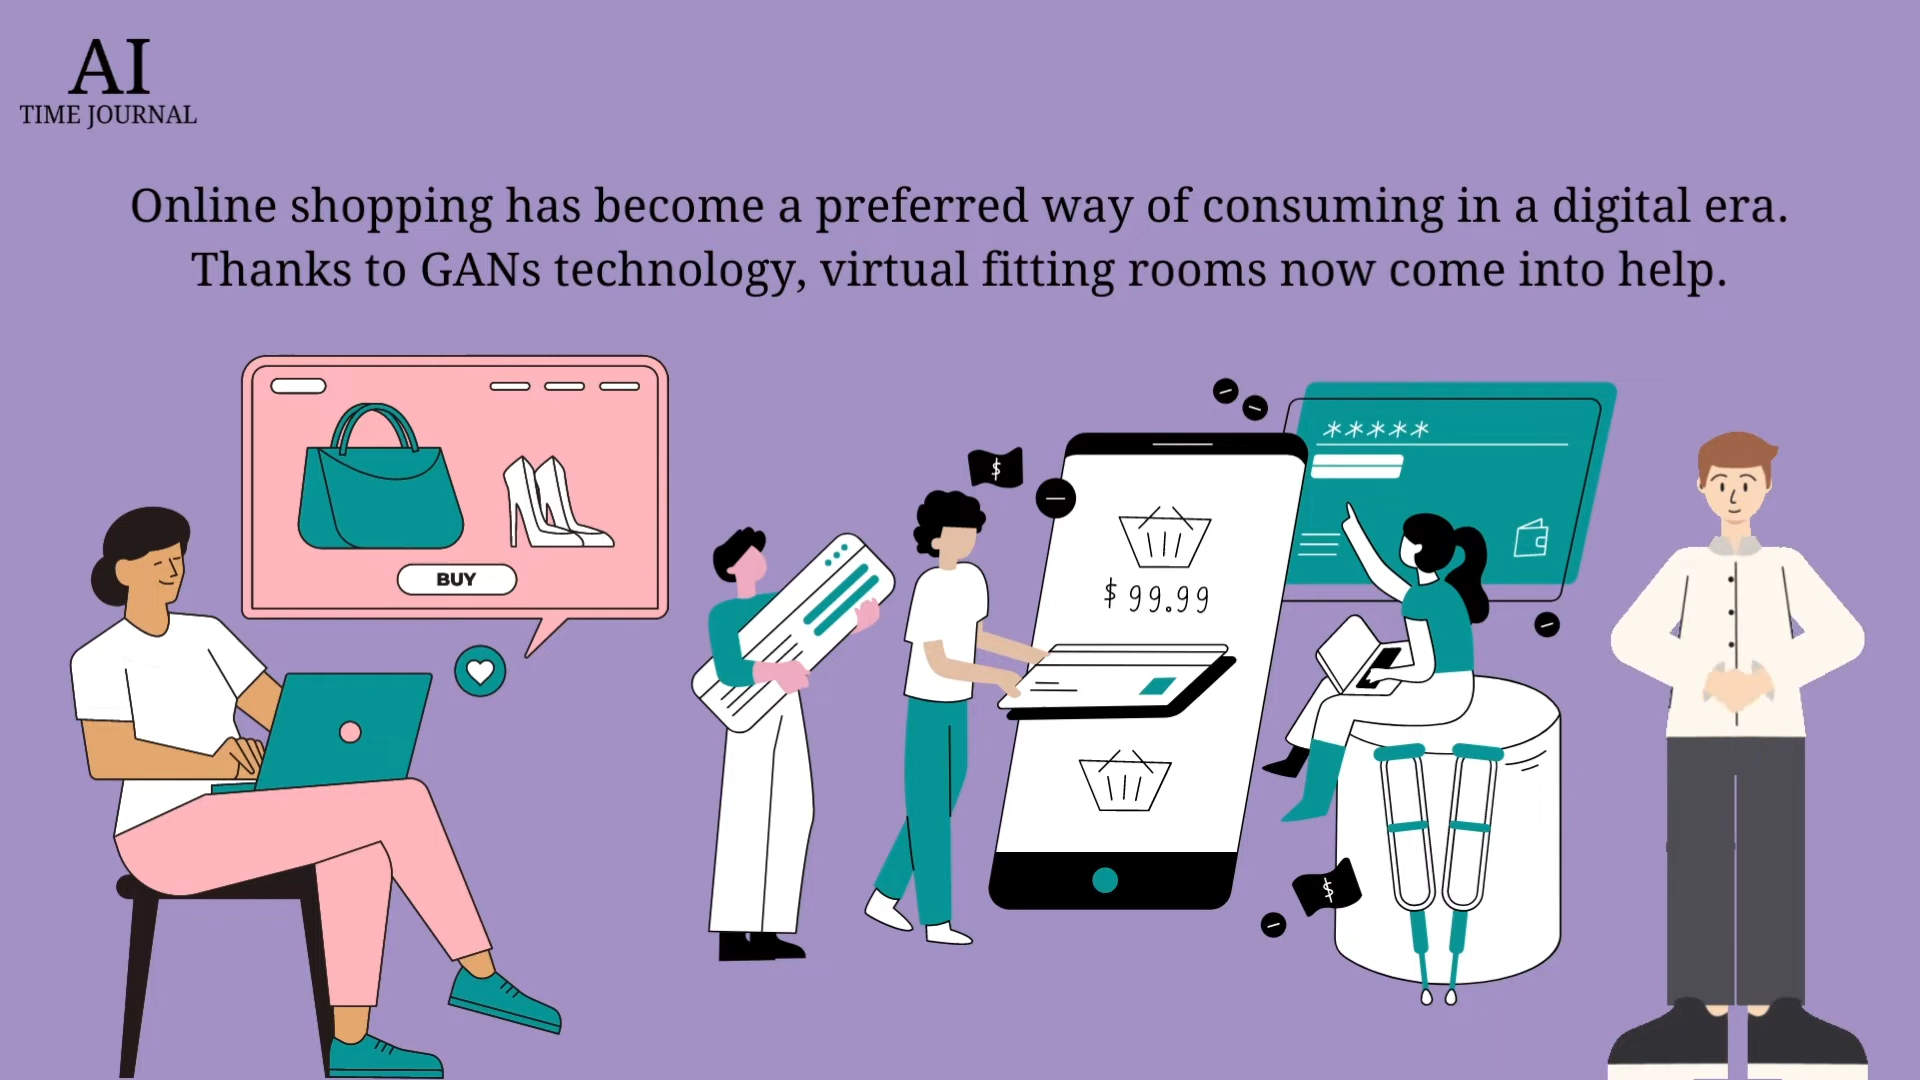 AI
TIME JOURNAL
Online shopping has become a preferred way of consuming in a digital era.
Thanks to GANs technology, virtual fitting rooms now come into help.
BUY
$
*****
$ 99.99
$